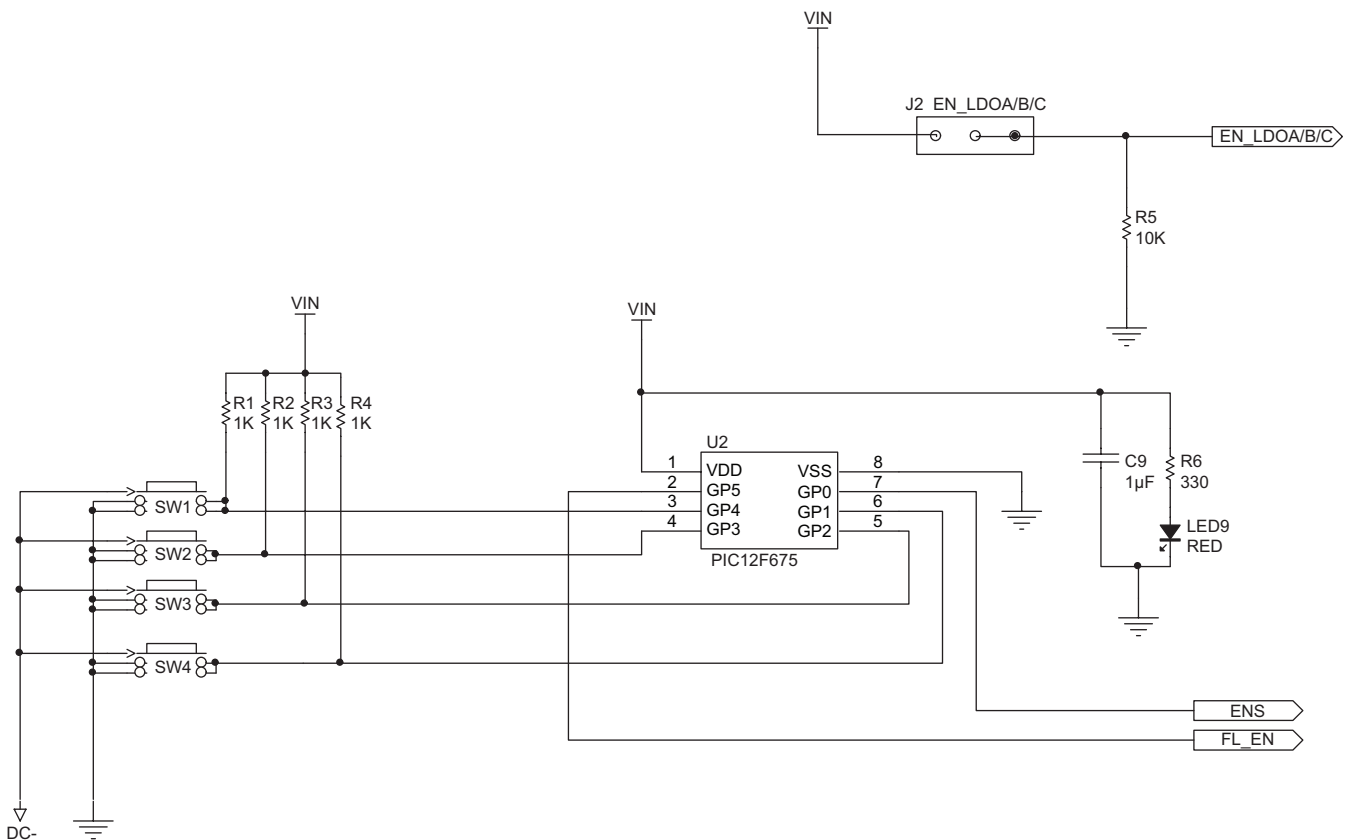 VIN
J2 EN_LDOA/B/C
EN_LDOA/B/C
R5
10K
VIN
VIN
R1
1K
R2
1K
R3
1K
R4
1K
U2
1 VDD VSS 8
2 GP5 GP0 7
3 GP4 GP1 6
4 GP3 GP2 5
PIC12F675
C9
1µF
R6
330
LED9
RED
SW1
SW2
SW3
SW4
ENS
FL_EN
DC-